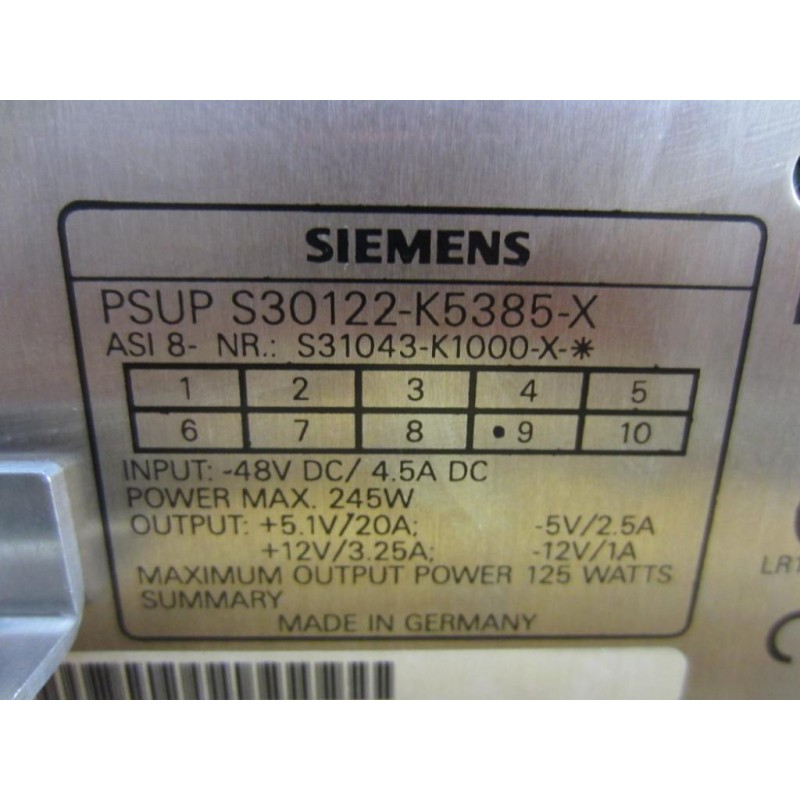 SIEMENS
PSUP S30122-K5385-X
ASI 8- NR.: S31043-K1000-X-*
1 2 3 4 5
6 7 8 •9 10
INPUT: -48V DC/ 4.5A DC
POWER MAX. 245W
OUTPUT: +5.1V/20A; -5V/2.5A
+12V/3.25A; -12V/1A
MAXIMUM OUTPUT POWER 125 WATTS
SUMMARY
MADE IN GERMANY